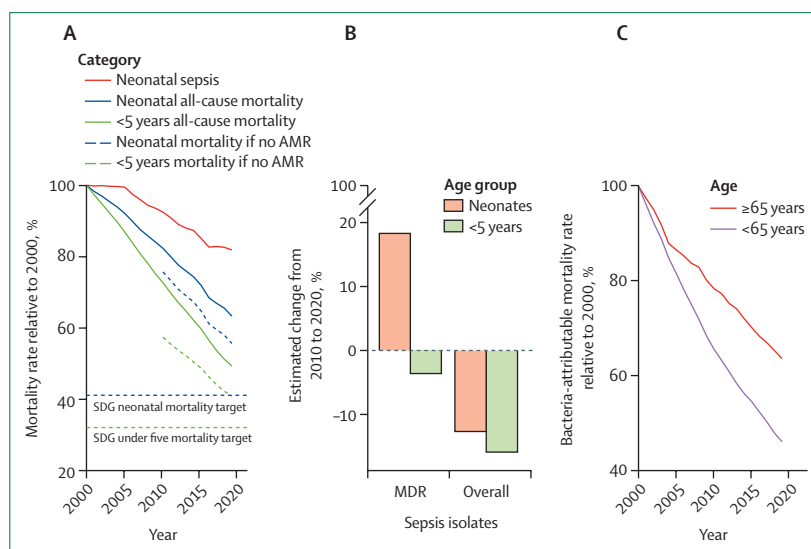 A
Category
Neonatal sepsis
Neonatal all-cause mortality
<5 years all-cause mortality
Neonatal mortality if no AMR
<5 years mortality if no AMR
Mortality rate relative to 2000, %
100
80
60
40
20
SDG neonatal mortality target
SDG under five mortality target
2000
2005
2010
2015
2020
Year
B
Age group
Neonates
<5 years
Estimated change from
2010 to 2020, %
100
20
0
–10
MDR
Overall
Sepsis isolates
C
Age
≥65 years
<65 years
Bacteria-attributable mortality rate
relative to 2000, %
100
80
60
40
2000
2005
2010
2015
2020
Year